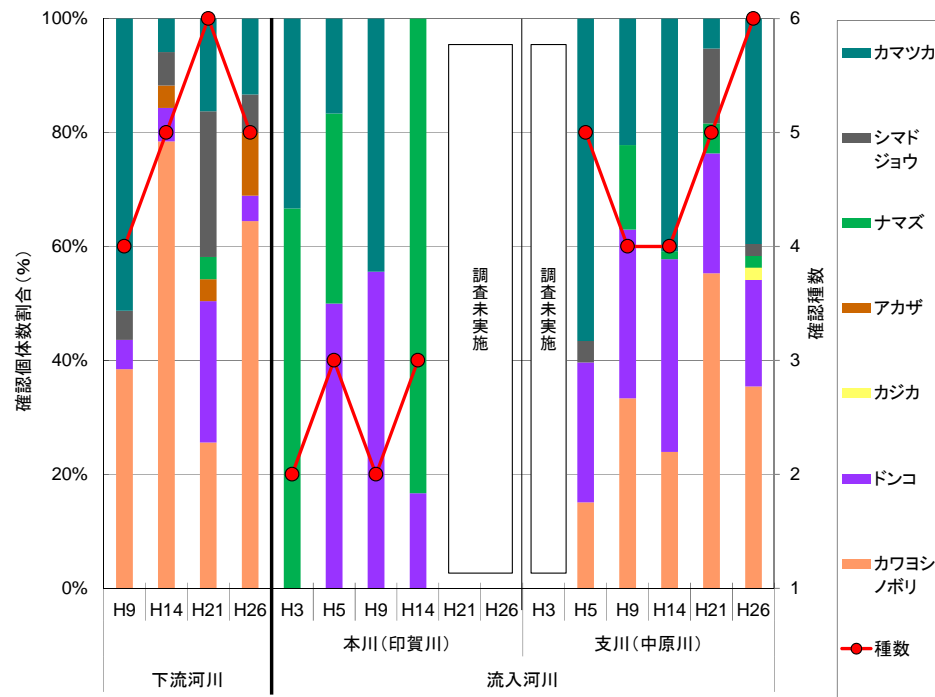 100%
80%
60%
40%
20%
0%
確認個体数割合(%)
6
5
4
3
2
1
確認種数
調査未実施
調査未実施
H9 H14 H21 H26 H3 H5 H9 H14 H21 H26 H3 H5 H9 H14 H21 H26
本川(印賀川) 支川(中原川)
下流河川 流入河川
カマツカ
シマド
ジョウ
ナマズ
アカザ
カジカ
ドンコ
カワヨシ
ノボリ
種数